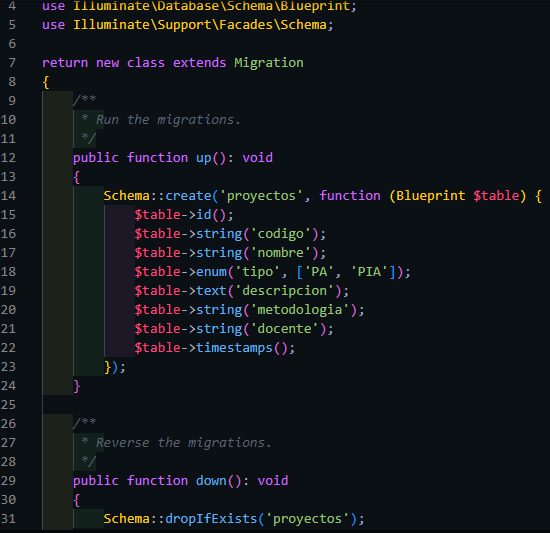 4 use Illuminate\Database\Schema\Blueprint;
5 use Illuminate\Support\Facades\Schema;
6
7 return new class extends Migration
8 {
9 /**
10 * Run the migrations.
11 */
12 public function up(): void
13 {
14 Schema::create('proyectos', function (Blueprint $table) {
15 $table->id();
16 $table->string('codigo');
17 $table->string('nombre');
18 $table->enum('tipo', ['PA', 'PIA']);
19 $table->text('descripcion');
20 $table->string('metodologia');
21 $table->string('docente');
22 $table->timestamps();
23 });
24 }
25
26 /**
27 * Reverse the migrations.
28 */
29 public function down(): void
30 {
31 Schema::dropIfExists('proyectos');